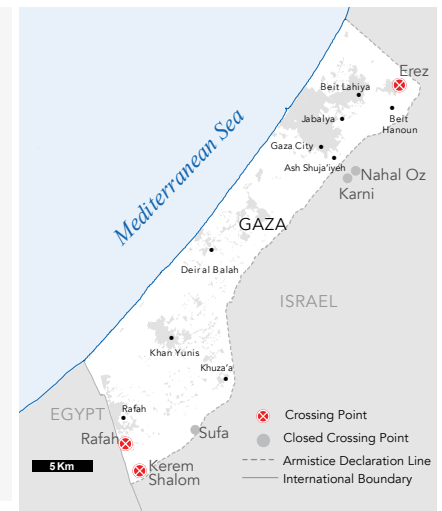 Erez
Beit Lahiya
Jabalya
Beit
Hanoun
Gaza City
Ash Shuja'iyeh
Nahal Oz
Karni
Mediterranean Sea
GAZA
Deir al Balah
ISRAEL
Khan Yunis
Khuza'a
EGYPT
Rafah
Rafah
Sufa
Kerem
Shalom
5 Km
Crossing Point
Closed Crossing Point
Armistice Declaration Line
International Boundary